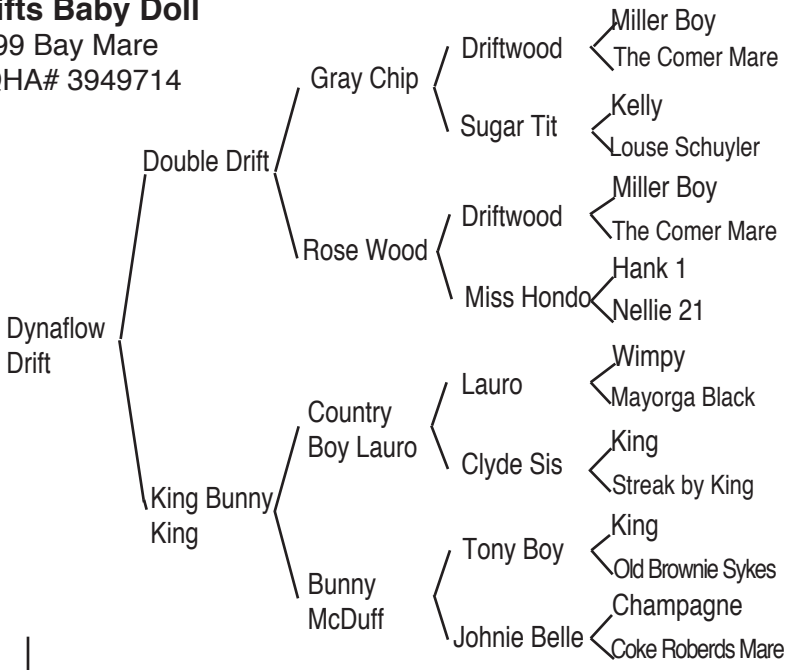 ifts Baby Doll
99 Bay Mare
QHA# 3949714
Dynaflow
Drift
Double Drift
King Bunny
King
Gray Chip
Rose Wood
Country
Boy Lauro
Bunny
McDuff
Driftwood
Sugar Tit
Driftwood
Miss Hondo
Lauro
Clyde Sis
Tony Boy
Johnie Belle
Miller Boy
The Comer Mare
Kelly
Louse Schuyler
Miller Boy
The Comer Mare
Hank 1
Nellie 21
Wimpy
Mayorga Black
King
Streak by King
King
Old Brownie Sykes
Champagne
Coke Roberds Mare